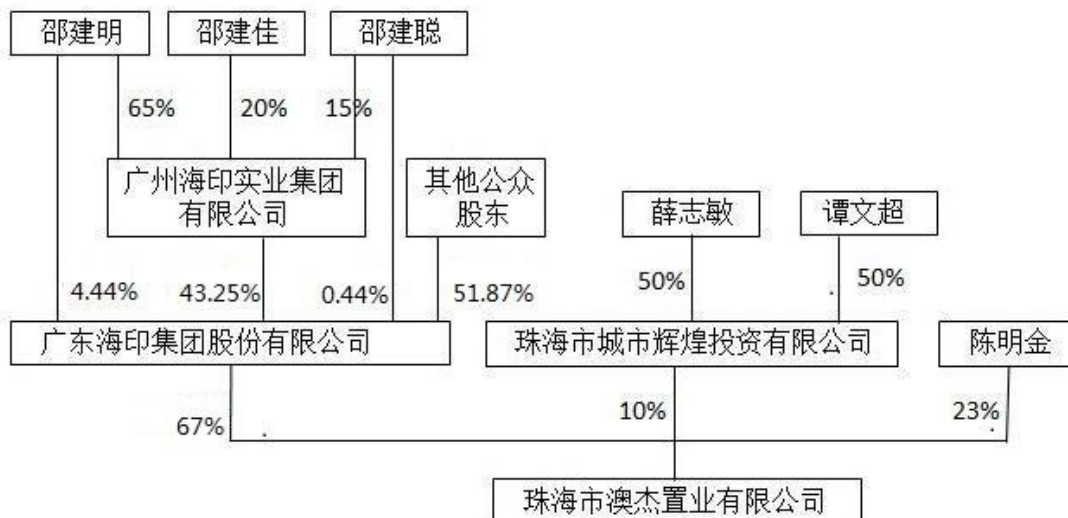 邵建明
邵建佳
邵建聪
65%
20%
15%
广州海印实业集团
有限公司
其他公众
股东
薛志敏
谭文超
4.44%
43.25%
0.44%
51.87%
50%
50%
广东海印集团股份有限公司
珠海市城市辉煌投资有限公司
陈明金
67%
10%
23%
珠海市澳杰置业有限公司